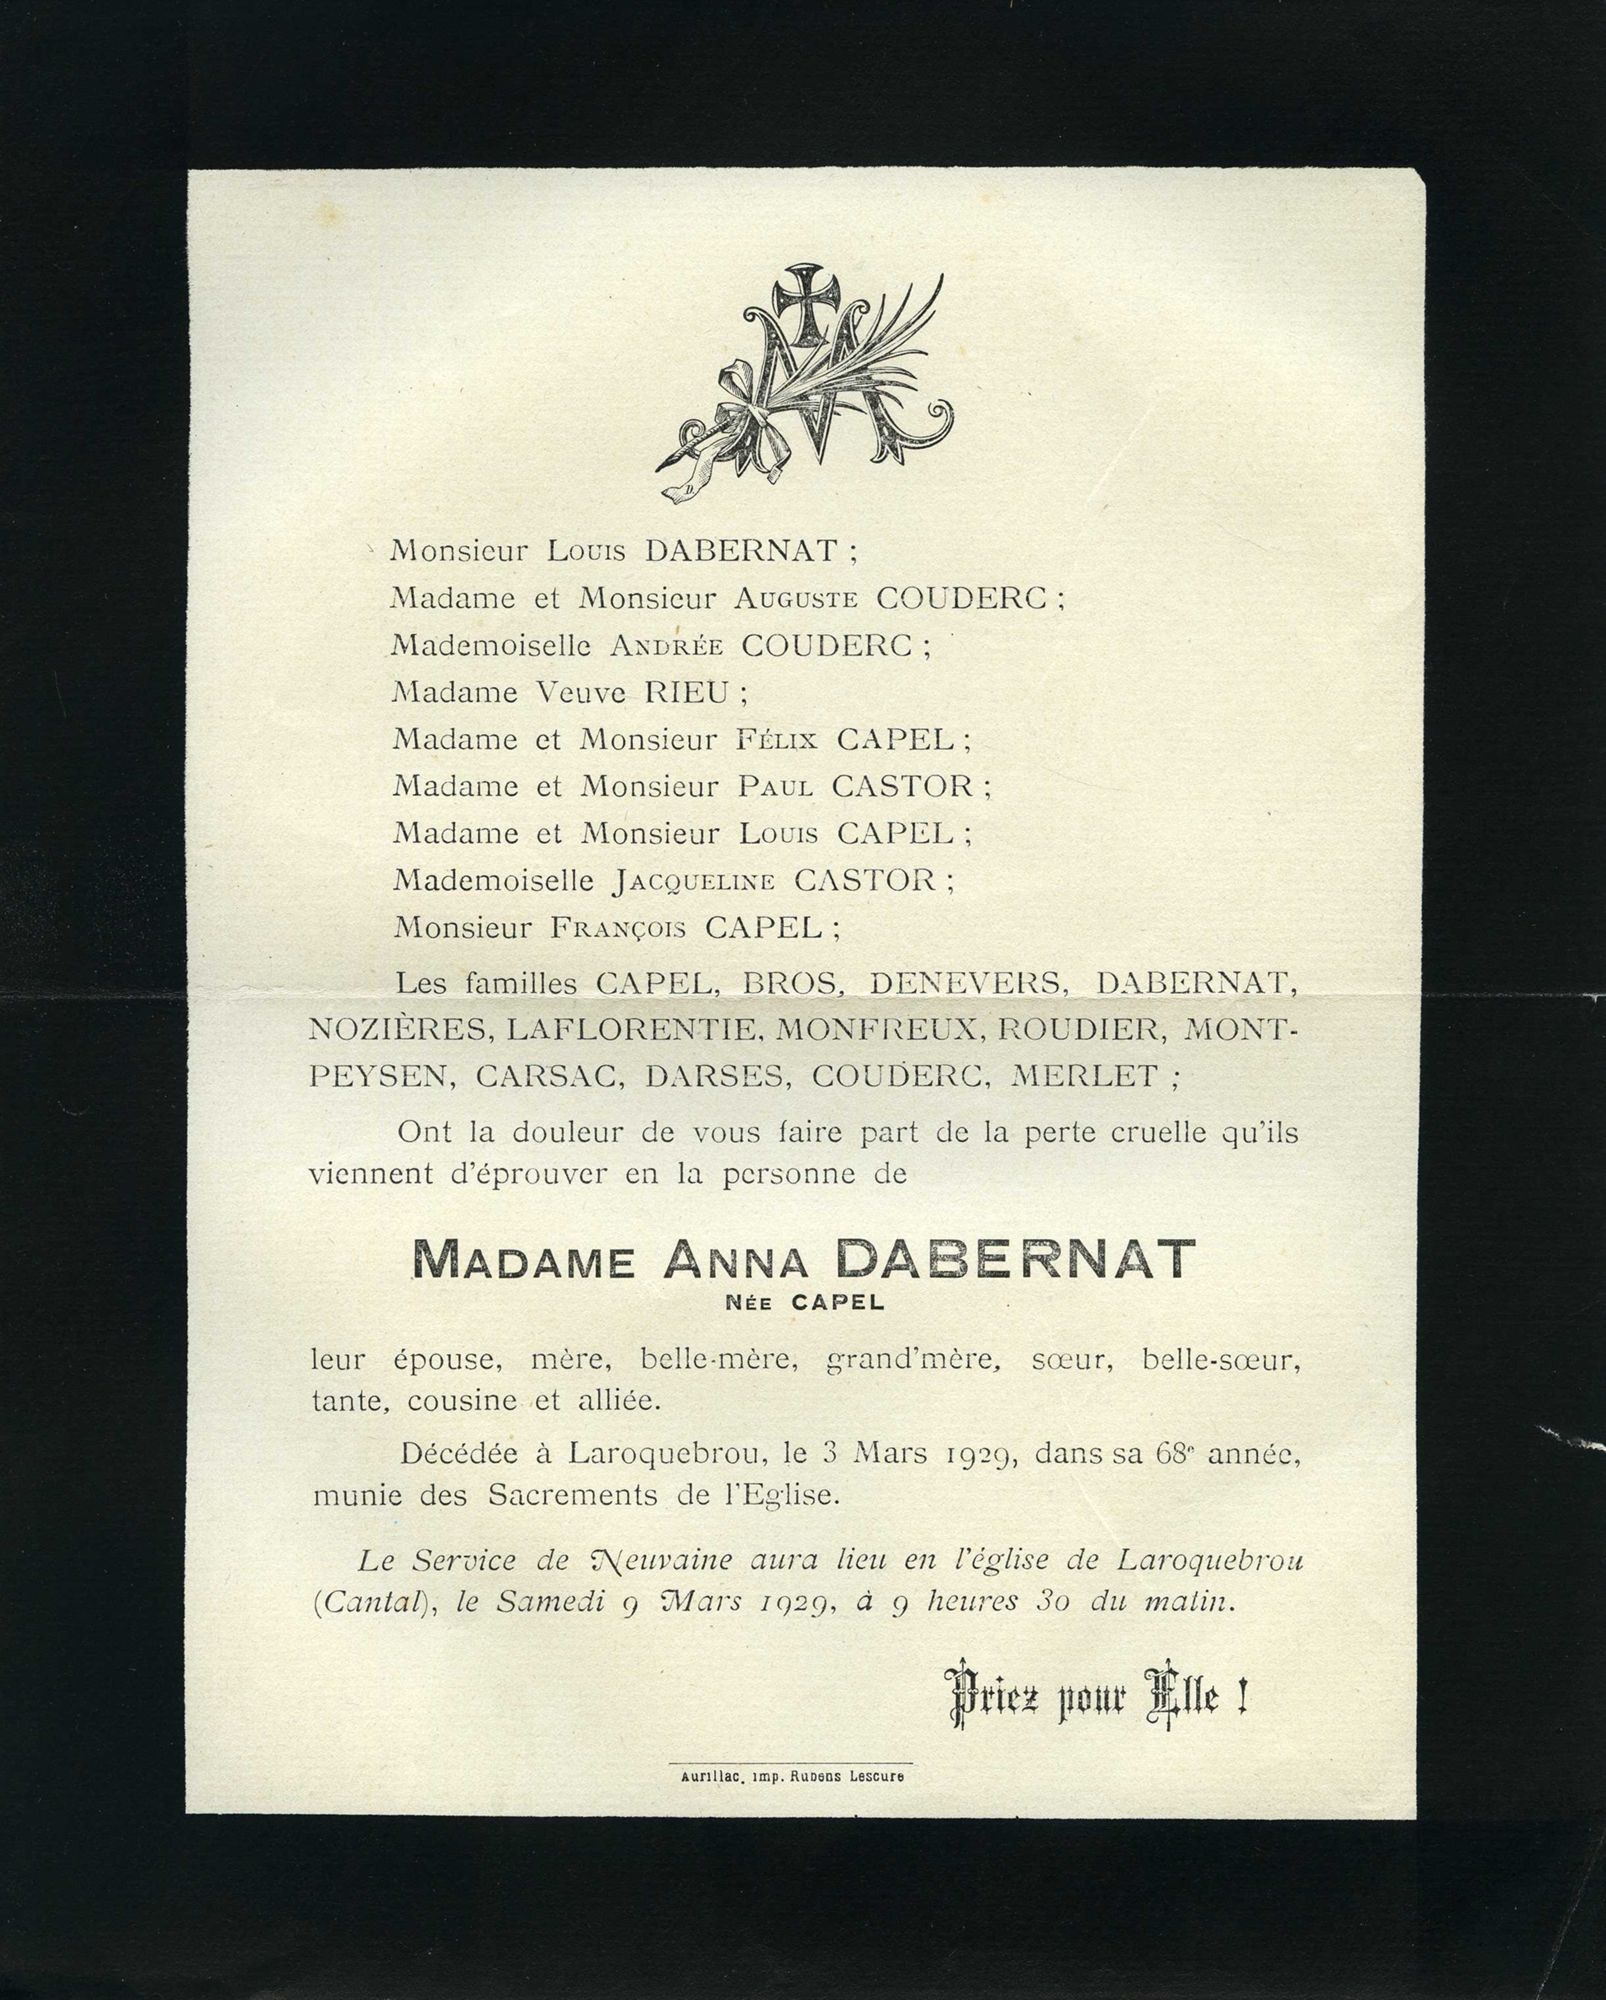 Monsieur Louis DABERNAT ;
Madame et Monsieur Auguste COUDERC ;
Mademoiselle Andrée COUDERC ;
Madame Veuve RIEU ;
Madame et Monsieur Félix CAPEL ;
Madame et Monsieur Paul CASTOR ;
Madame et Monsieur Louis CAPEL ;
Mademoiselle Jacqueline CASTOR ;
Monsieur François CAPEL ;
Les familles CAPEL, BROS, DENEVERS, DABERNAT,
NOZIÈRES, LAFLORENTIE, MONFREUX, ROUDIER, MONT-
PEYSEN, CARSAC, DARSES, COUDERC, MERLET ;
Ont la douleur de vous faire part de la perte cruelle qu'ils
viennent d'éprouver en la personne de
Madame Anna DABERNAT
Née CAPEL
leur épouse, mère, belle-mère, grand'mère, sœur, belle-sœur,
tante, cousine et alliée.
Décédée à Laroquebrou, le 3 Mars 1929, dans sa 68e année,
munie des Sacrements de l'Eglise.
Le Service de Neuvaine aura lieu en l'église de Laroquebrou
(Cantal), le Samedi 9 Mars 1929, à 9 heures 30 du matin.
Priez pour Elle !
Aurillac, Imp. Rubens Lescure